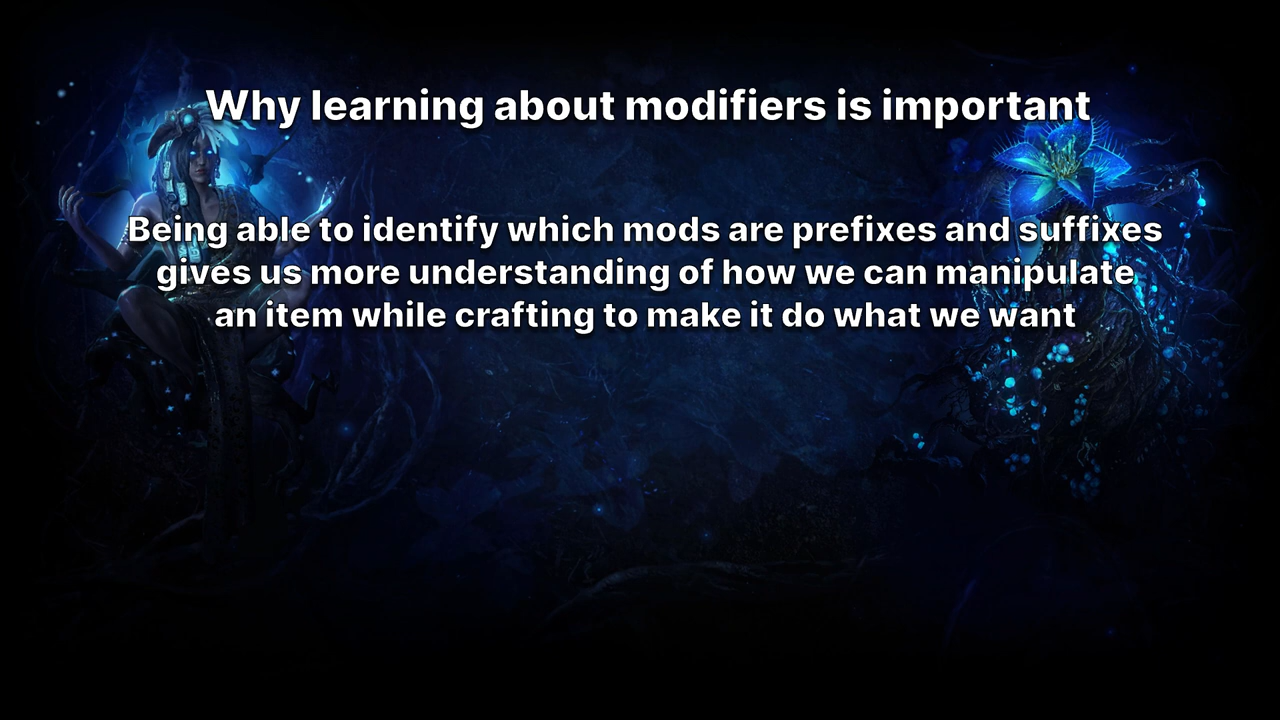 Why learning about modifiers is important
Being able to identify which mods are prefixes and suffixes
gives us more understanding of how we can manipulate
an item while crafting to make it do what we want